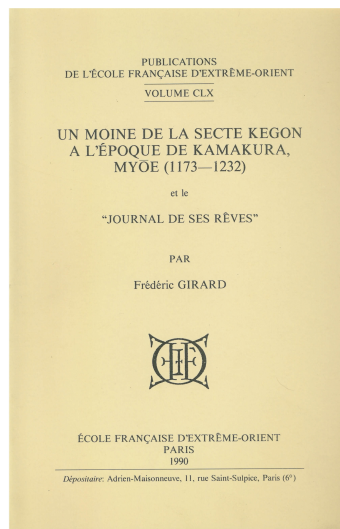 PUBLICATIONS
DE L'ÉCOLE FRANÇAISE D'EXTRÊME-ORIENT
VOLUME CLX
UN MOINE DE LA SECTE KEGON
A L'ÉPOQUE DE KAMAKURA,
MYŌE (1173—1232)
et le
"JOURNAL DE SES RÊVES"
PAR
Frédéric GIRARD
ÉCOLE FRANÇAISE D'EXTRÊME-ORIENT
PARIS
1990
Dépositaire: Adrien-Maisonneuve, 11, rue Saint-Sulpice, Paris (6e)